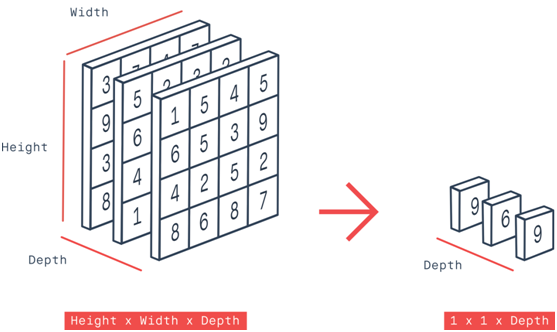 Width
Height
Depth
3
9
3
8
5
6
4
1
1 5 4 5
6 5 3 9
4 2 5 2
8 6 8 7
9 6 9
Depth
Height x Width x Depth
1 x 1 x Depth